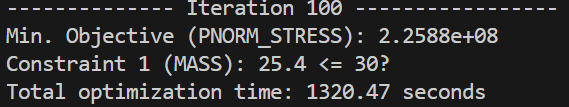 -------------- Iteration 100 -----------------
Min. Objective (PNORM_STRESS): 2.2588e+08
Constraint 1 (MASS): 25.4 <= 30?
Total optimization time: 1320.47 seconds